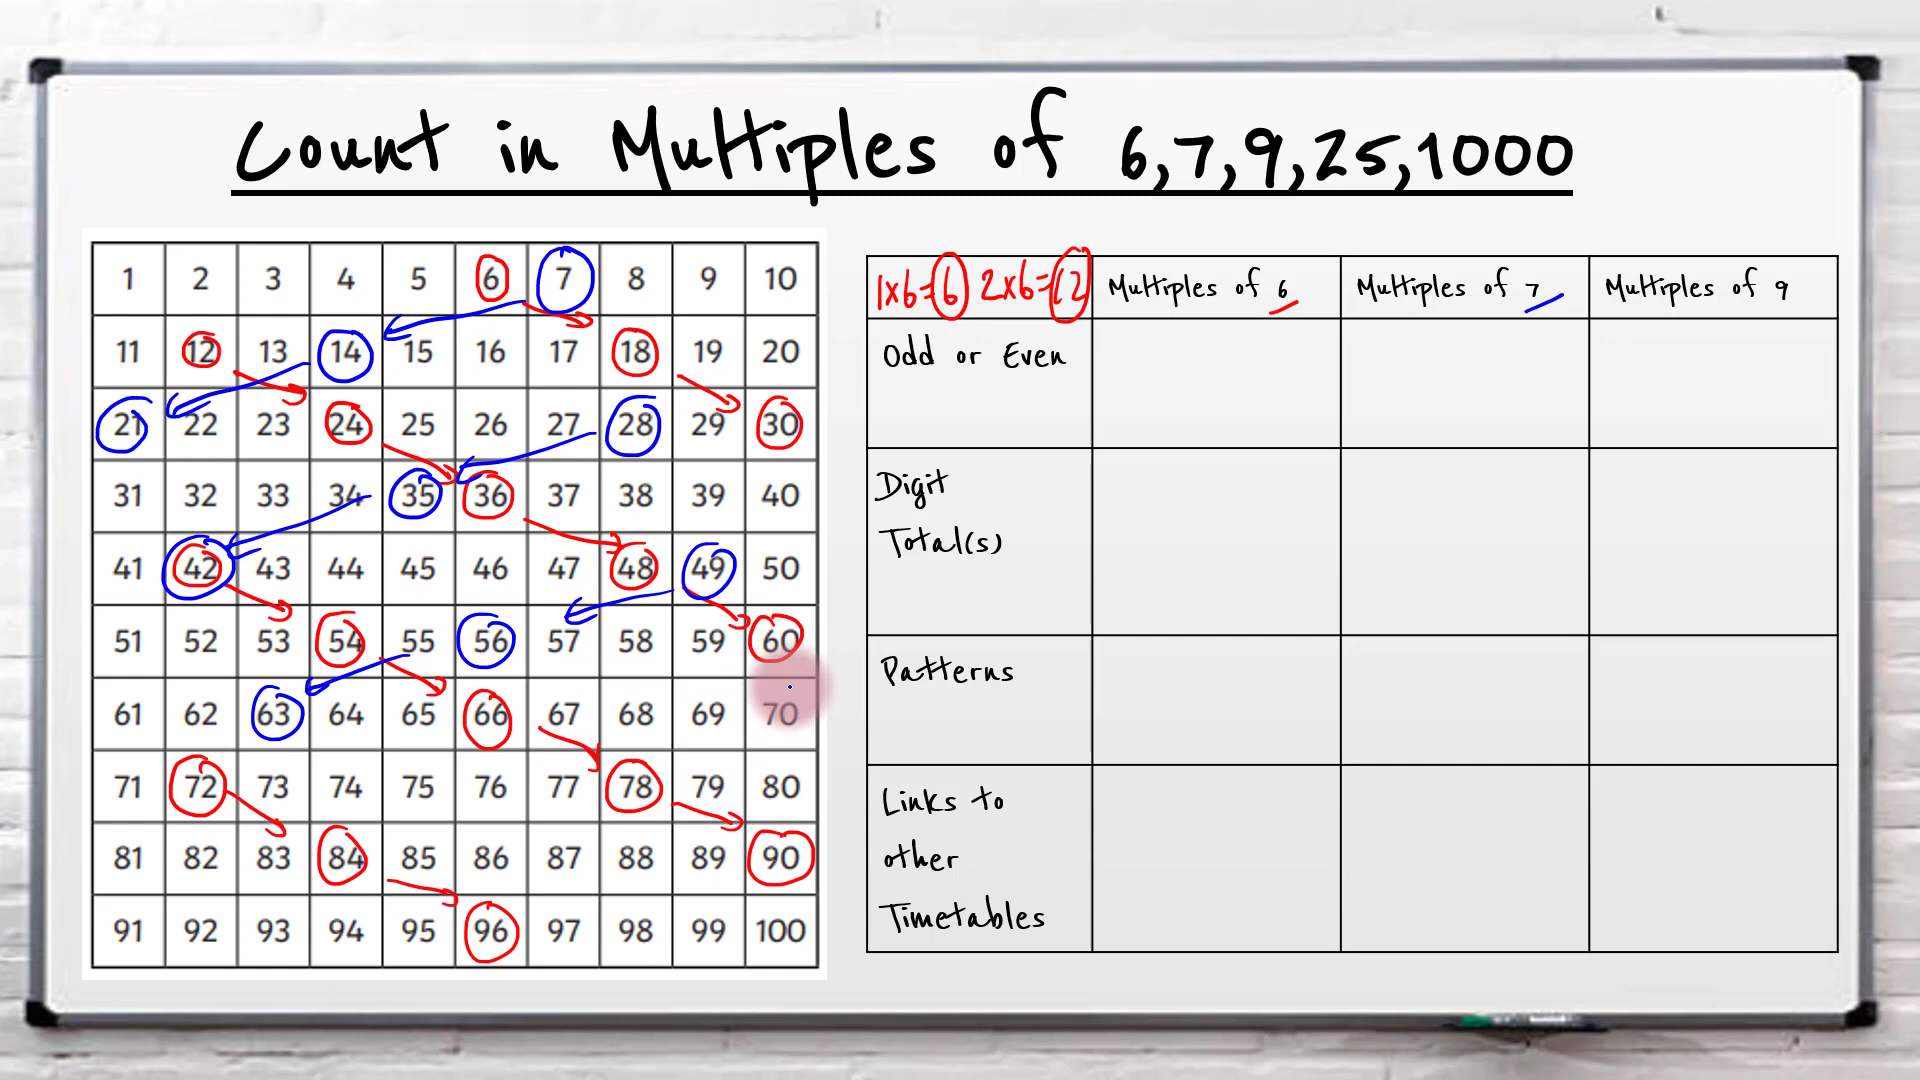 Count in Multiples of 6,7,9,25,1000
1 2 3 4 5 6 7 8 9 10
11 12 13 14 15 16 17 18 19 20
21 22 23 24 25 26 27 28 29 30
31 32 33 34 35 36 37 38 39 40
41 42 43 44 45 46 47 48 49 50
51 52 53 54 55 56 57 58 59 60
61 62 63 64 65 66 67 68 69 70
71 72 73 74 75 76 77 78 79 80
81 82 83 84 85 86 87 88 89 90
91 92 93 94 95 96 97 98 99 100
1x6=6 2x6=12 Multiples of 6 Multiples of 7 Multiples of 9
Odd or Even
Digit
Total(s)
Patterns
Links to
other
Timetables